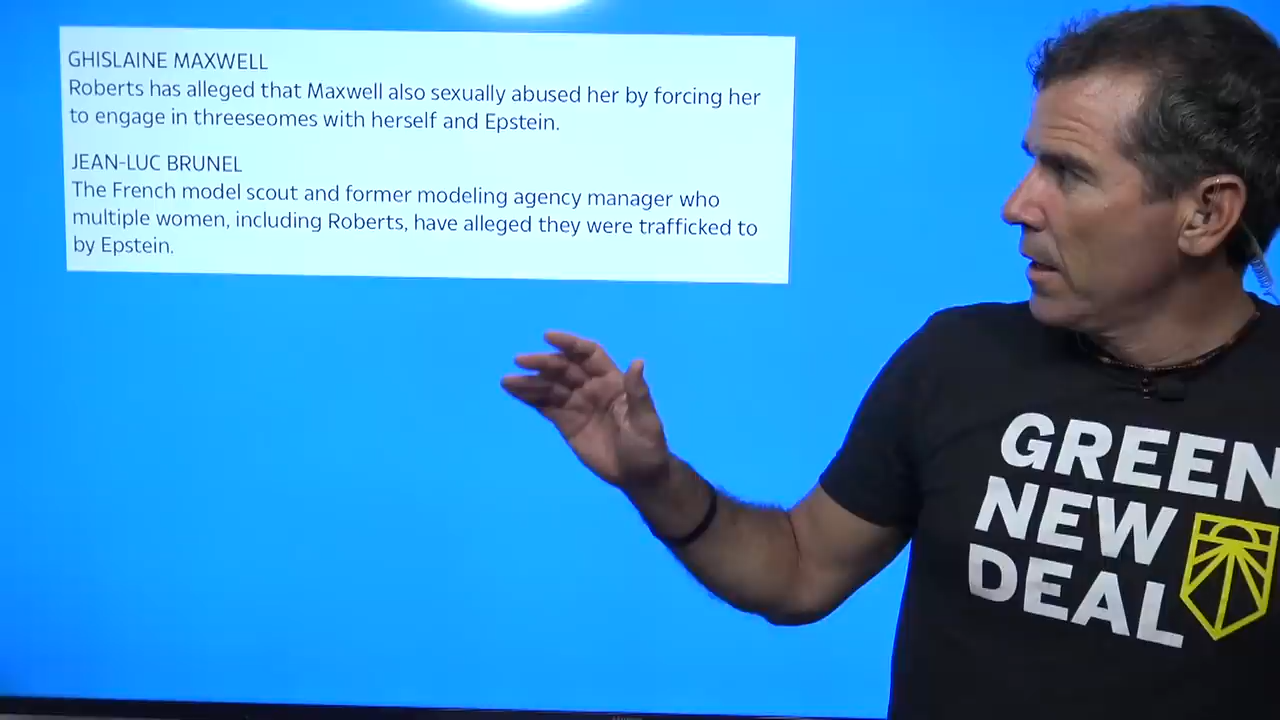 GHISLAINE MAXWELL
Roberts has alleged that Maxwell also sexually abused her by forcing her
to engage in threeseomes with herself and Epstein.
JEAN-LUC BRUNEL
The French model scout and former modeling agency manager who
multiple women, including Roberts, have alleged they were trafficked to
by Epstein.
GREEN
NEW
DEAL